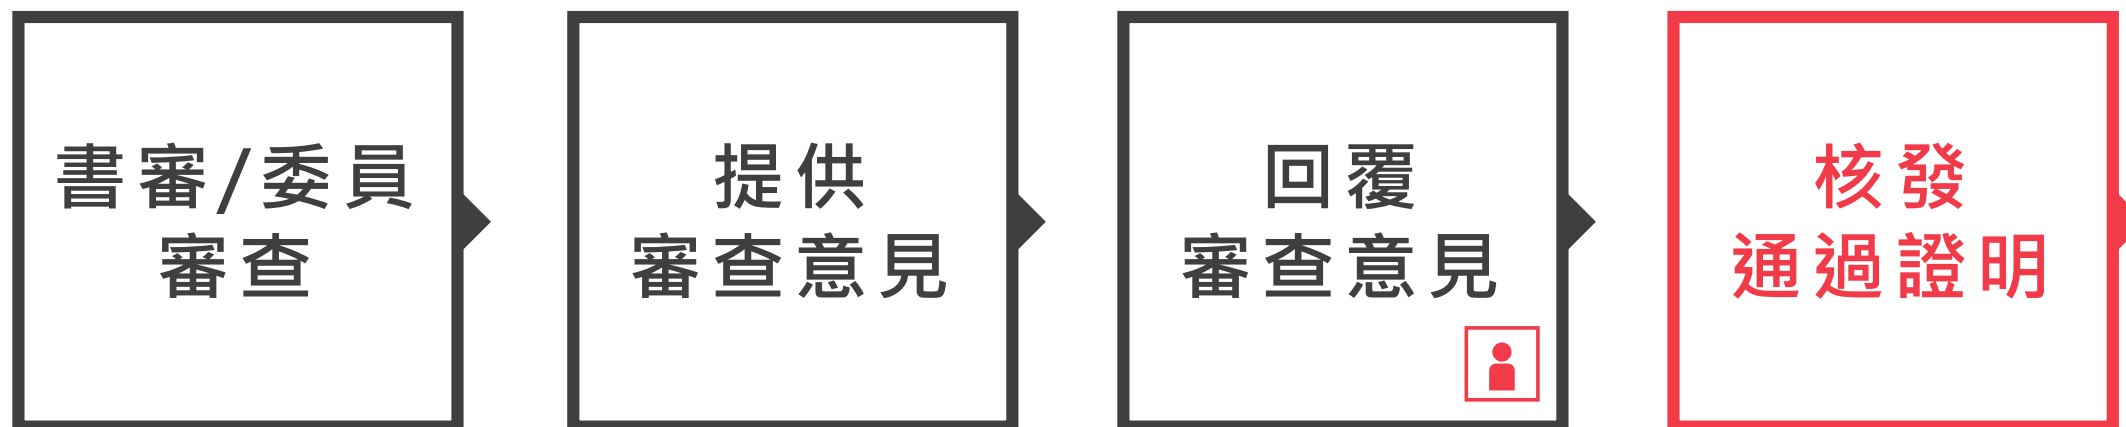 書審/委員
審查
提供
審查意見
回覆
審查意見
核發
通過證明